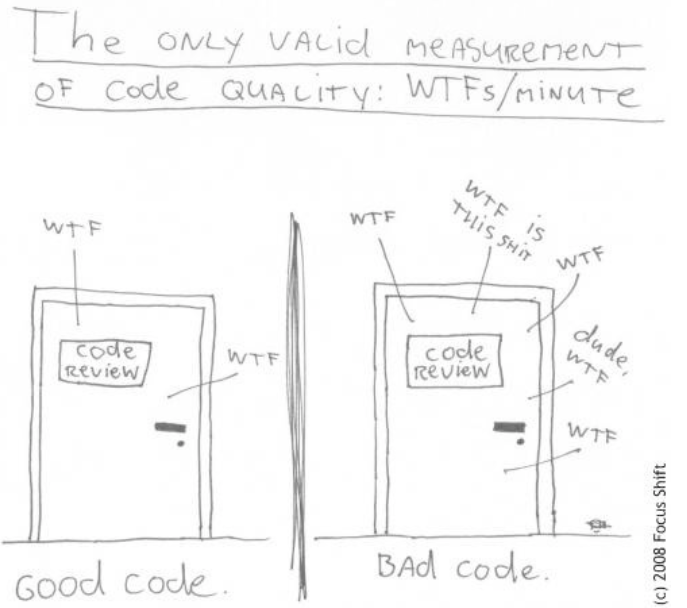 The ONLY VALID MEASUREMENT
OF CODE QUALITY: WTFs/MINUTE
WTF
code
REVIEW
WTF
GOOD CODE.
WTF
WTF is
THIS SHiT
WTF
dude,
WTF
code
REVIEW
WTF
BAd code.
(c) 2008 Focus Shift